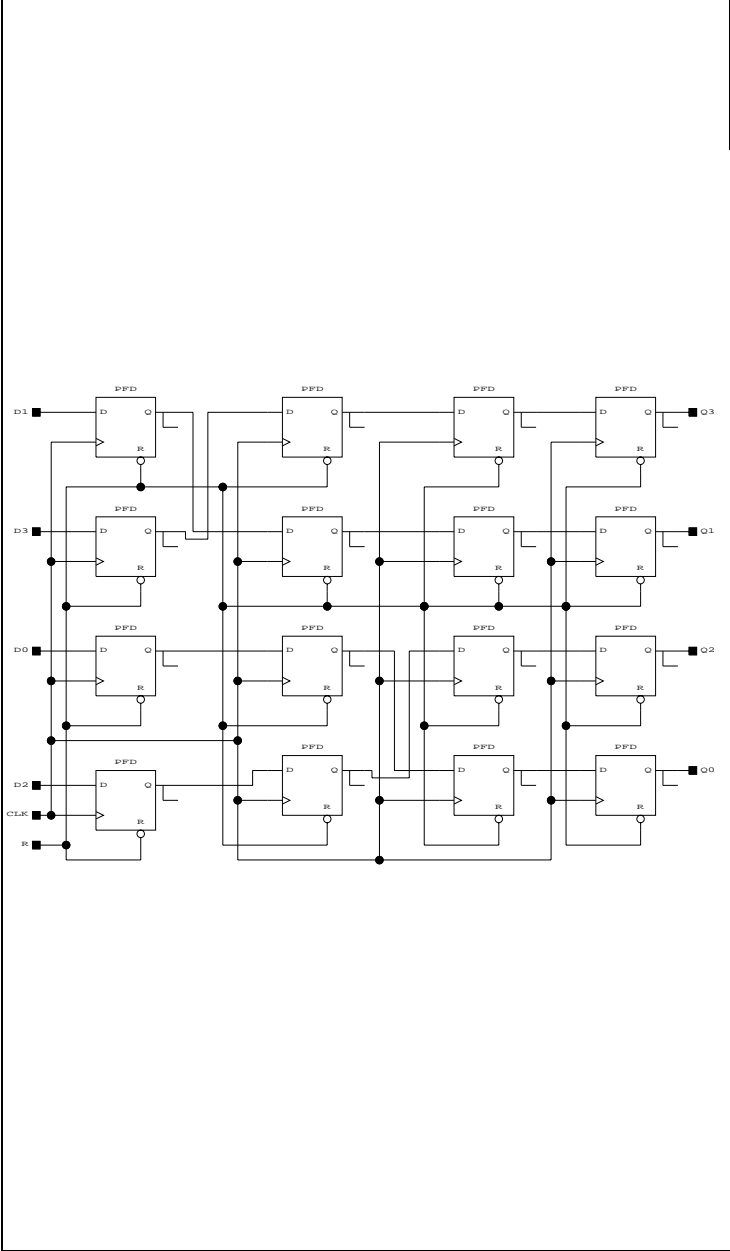 PFD PFD PFD PFD
D1 D Q D Q D Q D Q Q3
R R R R
PFD PFD PFD PFD
D3 D Q D Q D Q D Q Q1
R R R R
PFD PFD PFD PFD
D0 D Q D Q D Q D Q Q2
R R R R
PFD PFD PFD PFD
D2 D Q D Q D Q D Q Q0
CLK R R R R
R